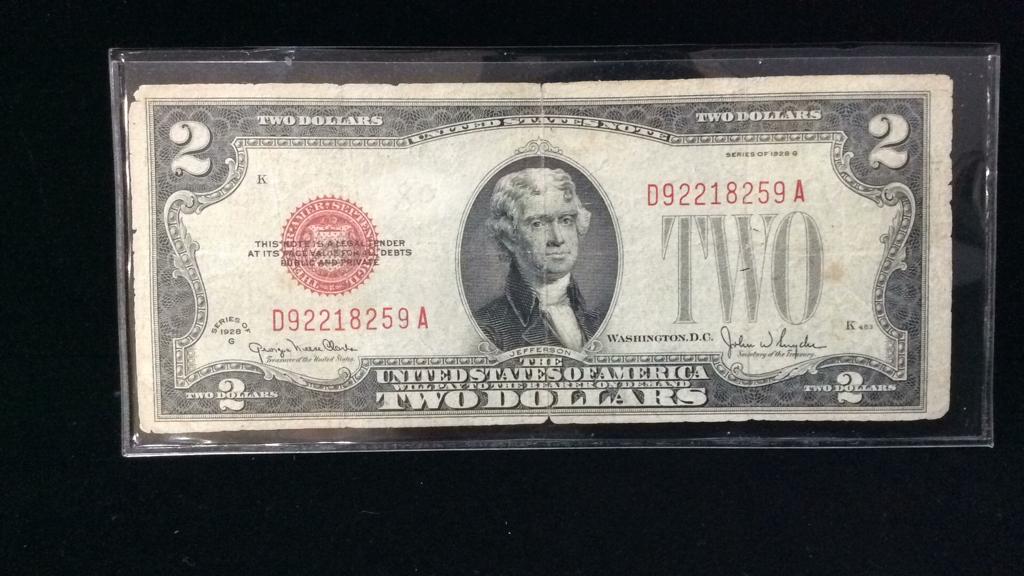 2 TWO DOLLARS UNITED STATES NOTE TWO DOLLARS 2
SERIES OF 1928 G
K
D92218259 A
THIS NOTE IS A LEGAL TENDER
AT ITS FACE VALUE FOR ALL DEBTS
PUBLIC AND PRIVATE
TWO
D92218259 A
SERIES OF
1928
G
WASHINGTON, D.C.
K 483
Treasurer of the United States.
John W Snyder
Secretary of the Treasury.
JEFFERSON
THE
UNITED STATES OF AMERICA
WILL PAY TO THE BEARER ON DEMAND
TWO DOLLARS
TWO 2 DOLLARS
TWO 2 DOLLARS